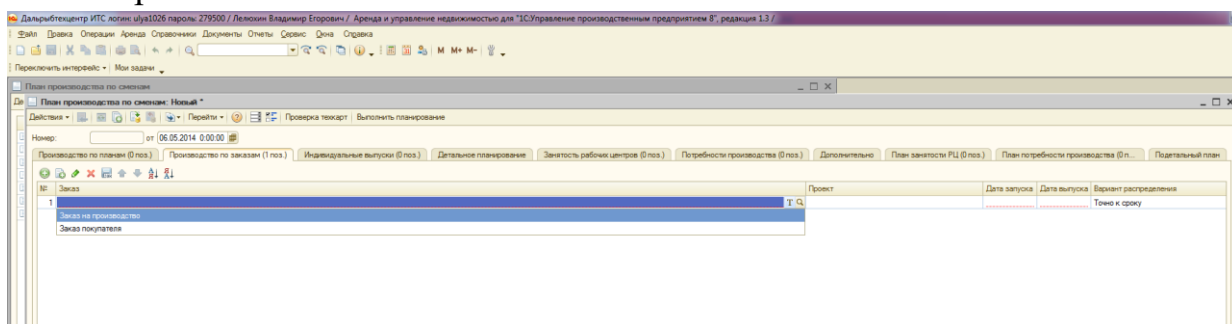 Дальрыбтехцентр ИТС логин: ulya1026 пароль: 279500 / Лелюхин Владимир Егорович / Аренда и управление недвижимостью для "1С:Управление производственным предприятием 8", редакция 1.3 /
Файл Правка Операции Аренда Справочники Документы Отчеты Сервис Окна Справка
M M+ M-
Переключить интерфейс Мои задачи
План производства по сменам
Де План производства по сменам: Новый *
Действия Перейти Проверка техкарт Выполнить планирование
Номер: от 06.05.2014 0:00:00
Производство по планам (0 поз.) Производство по заказам (1 поз.) Индивидуальные выпуски (0 поз.) Детальное планирование Занятость рабочих центров (0 поз.) Потребности производства (0 поз.) Дополнительно План занятости РЦ (0 поз.) План потребности производства (0 п... Подетальный план
№ Заказ Проект Дата запуска Дата выпуска Вариант распределения
1 T Точно к сроку
Заказ на производство
Заказ покупателя